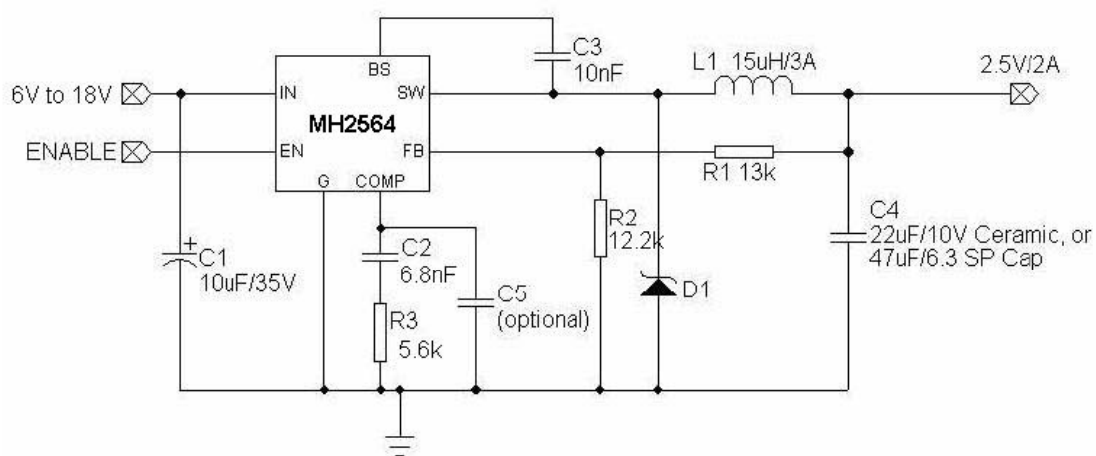 C3
10nF
BS
L1 15uH/3A
2.5V/2A
6V to 18V
IN
SW
MH2564
ENABLE
EN
FB
R1 13k
G
COMP
C1
10uF/35V
C2
6.8nF
R3
5.6k
C5
(optional)
R2
12.2k
D1
C4
22uF/10V Ceramic, or
47uF/6.3 SP Cap